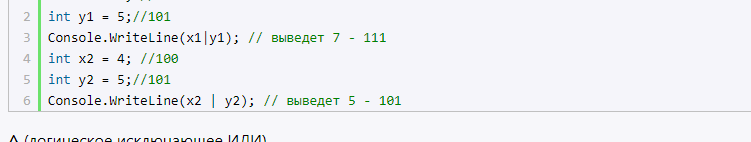 2 int y1 = 5;//101
3 Console.WriteLine(x1|y1); // выведет 7 - 111
4 int x2 = 4; //100
5 int y2 = 5;//101
6 Console.WriteLine(x2 | y2); // выведет 5 - 101
^ (логическое исключающее ИЛИ)